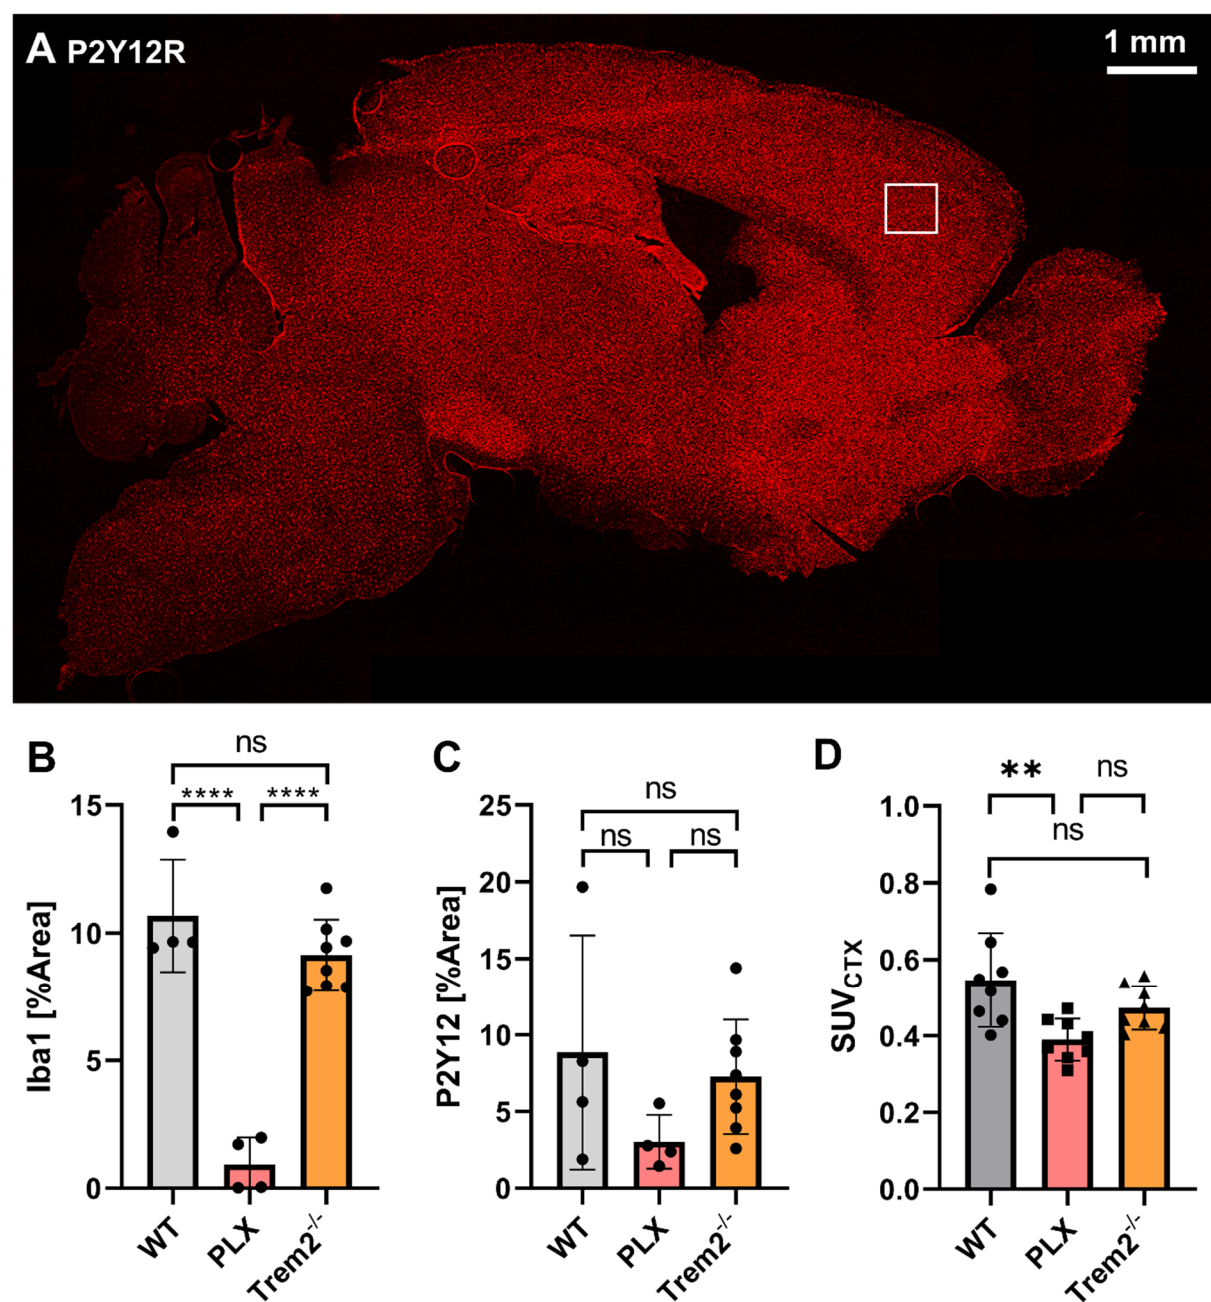 A P2Y12R
1 mm
B
ns
****
****
15
10
5
0
Iba1 [%Area]
WT
PLX
Trem2-/-
C
ns
ns
ns
25
20
15
10
5
0
P2Y12 [%Area]
WT
PLX
Trem2-/-
D
**
ns
ns
1.0
0.8
0.6
0.4
0.2
0.0
SUVCTX
WT
PLX
Trem2-/-